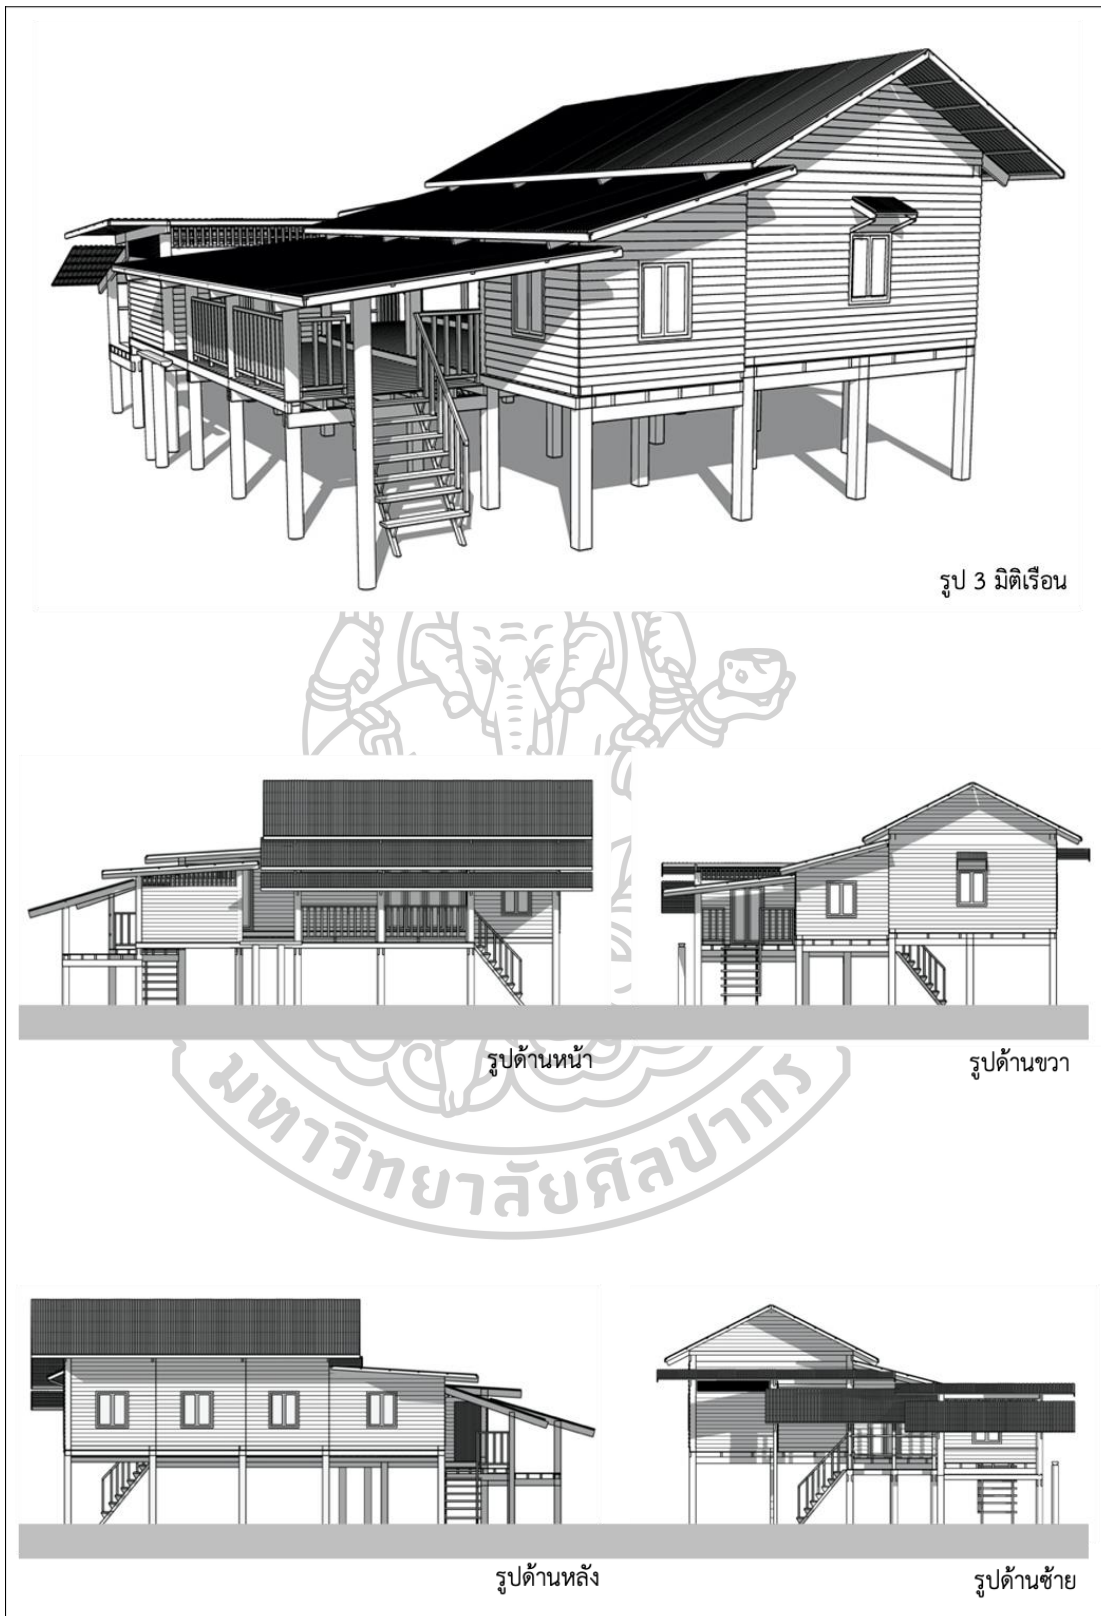 รูป 3 มิติเรือน
รูปด้านหน้า
รูปด้านขวา
มหาวิทยาลัยศิลปากร
รูปด้านหลัง
รูปด้านซ้าย